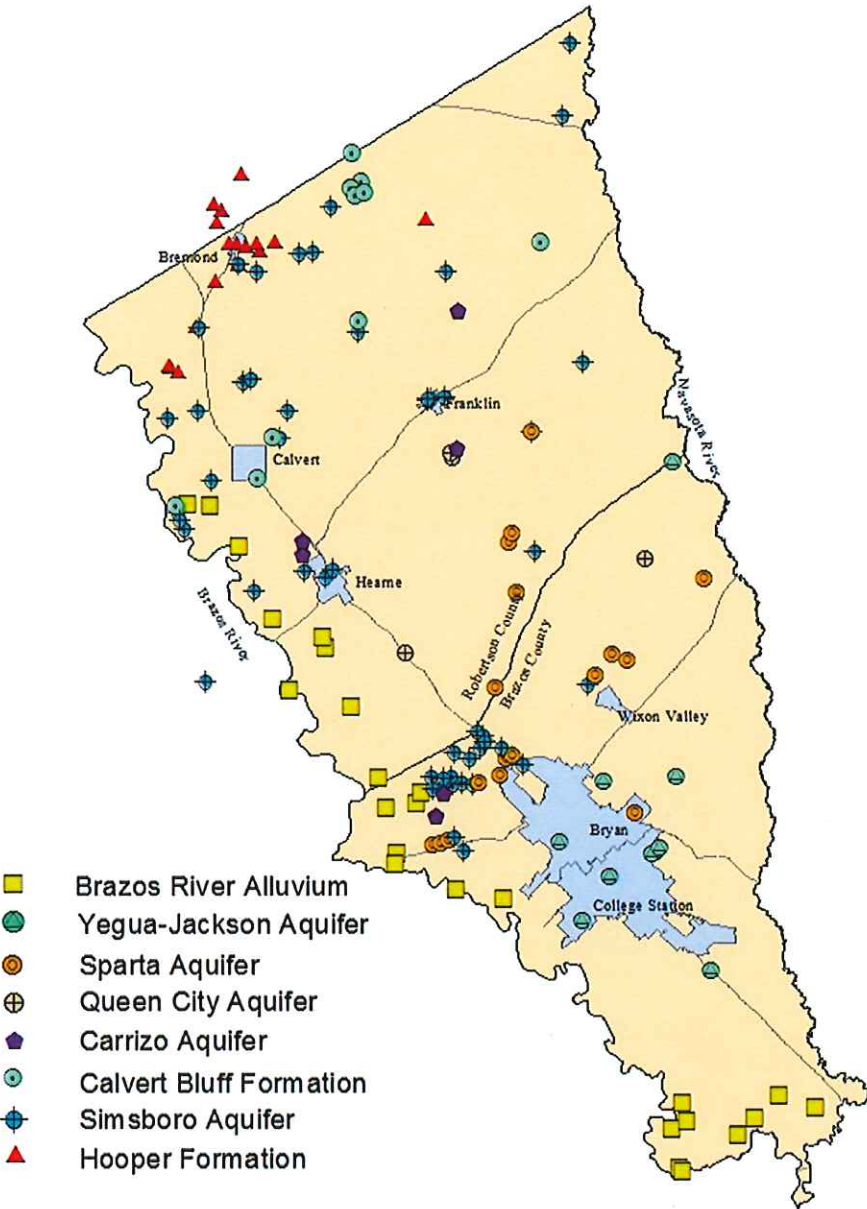 Bremond
Franklin
Navasota River
Calvert
Hearne
Brazos River
Robertson County
Brazos County
Wixon Valley
Bryan
College Station
Brazos River Alluvium
Yegua-Jackson Aquifer
Sparta Aquifer
Queen City Aquifer
Carrizo Aquifer
Calvert Bluff Formation
Simsboro Aquifer
Hooper Formation